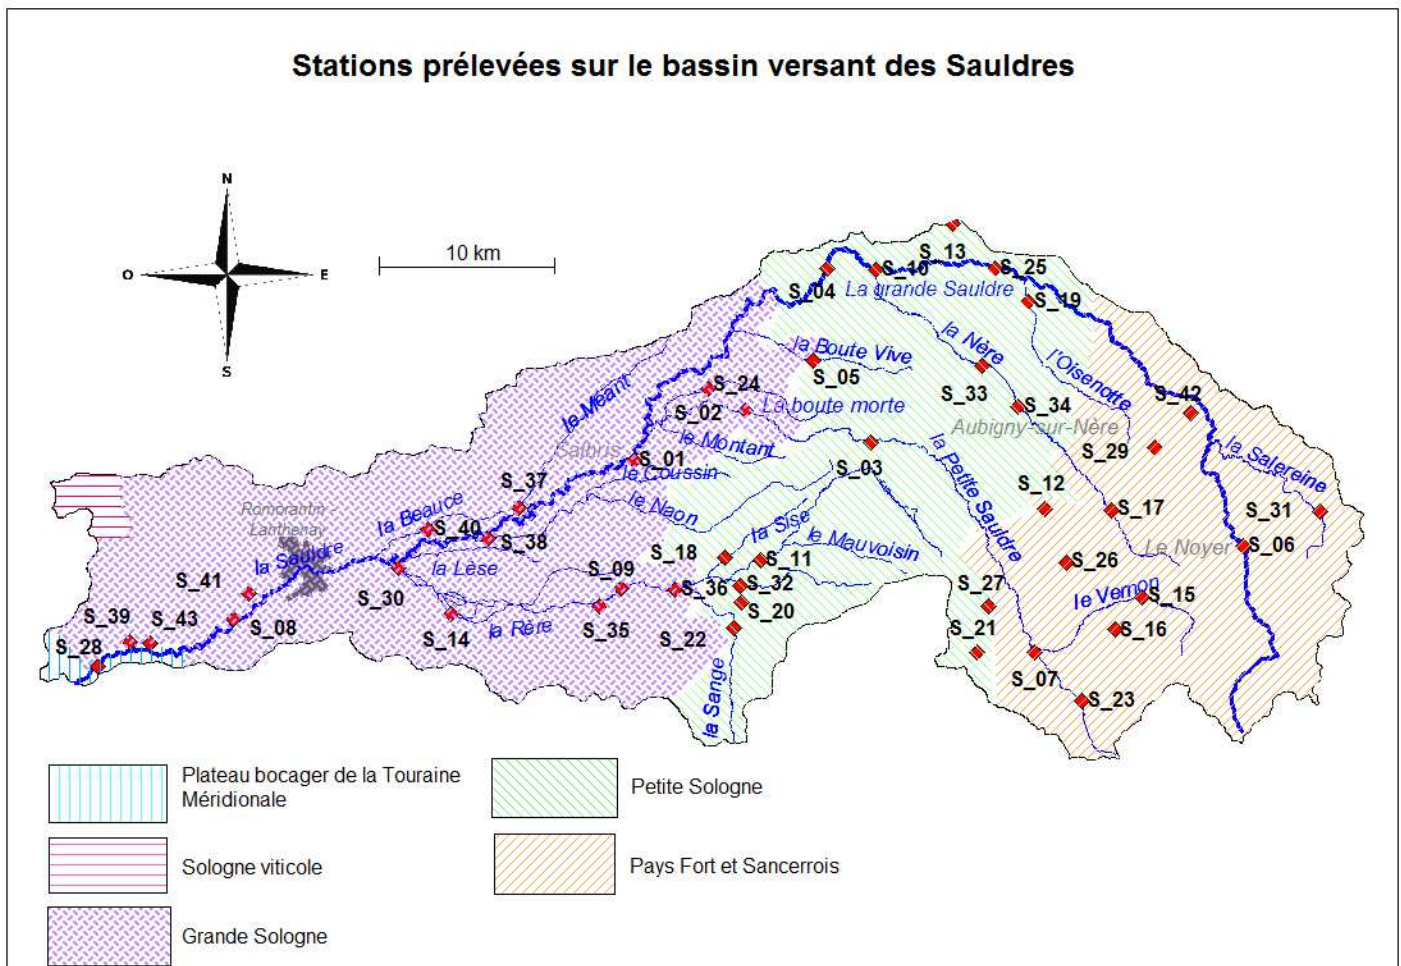 Stations prélevées sur le bassin versant des Sauldres
N
O
E
S
10 km
S_13
S_10
S_25
S_04
La grande Sauldre
S_19
la Nère
la Boute Vive
S_05
l'Oisenotte
S_33
S_34
S_42
le Méant
S_24
La boute morte
S_02
Aubigny-sur-Nère
le Montant
S_29
la Salereine
Salbris
S_01
S_03
la Petite Sauldre
le Coussin
S_37
S_12
S_17
S_31
la Beauce
le Naon
Romorantin -
Lanthenay
S_40
S_38
la Sise
le Mauvoisin
S_18
S_11
Le Noyer
S_06
la Sauldre
la Lèse
S_26
S_41
S_30
S_09
S_36
S_32
S_27
le Vernon
S_15
S_20
S_39
S_43
S_08
S_14
la Rère
S_35
S_22
S_21
S_16
S_28
S_07
la Sange
S_23
Plateau bocager de la Touraine
Méridionale
Petite Sologne
Sologne viticole
Pays Fort et Sancerrois
Grande Sologne